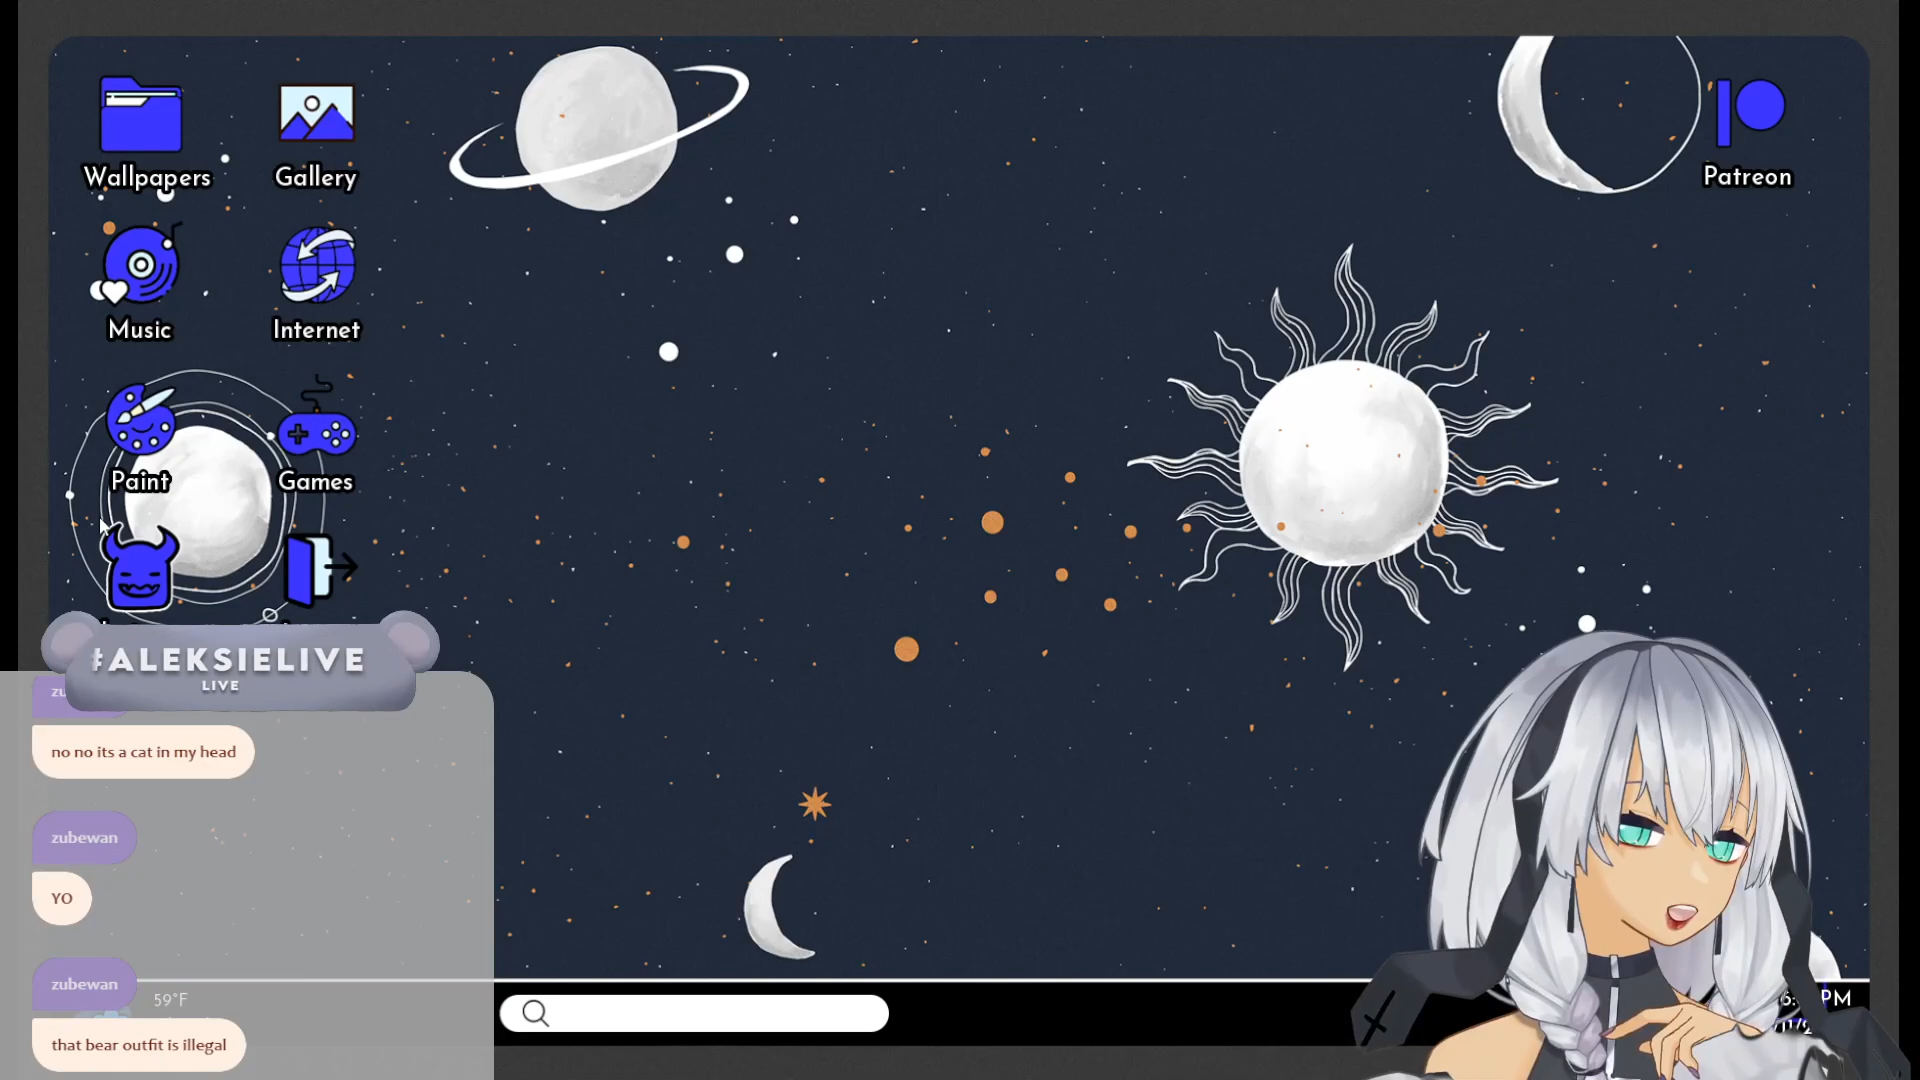 Wallpapers
Gallery
Patreon
Music
Internet
Paint
Games
#ALEKSIELIVE
LIVE
no no its a cat in my head
zubewan
YO
zubewan
that bear outfit is illegal
59°F
PM